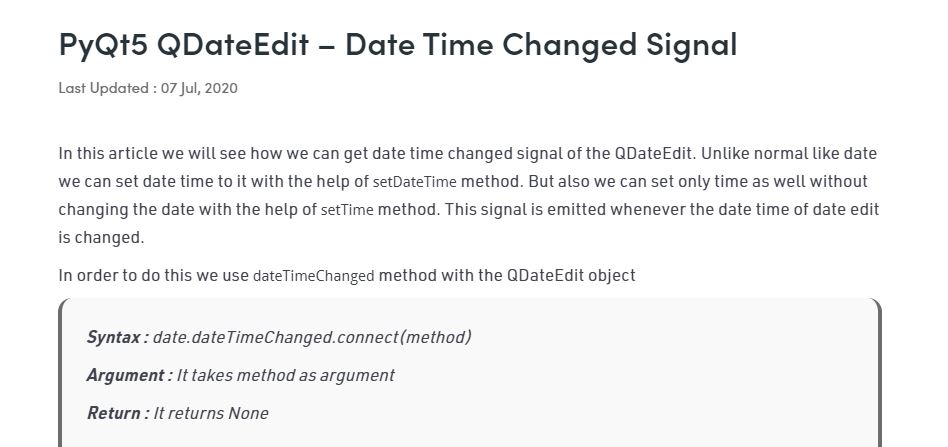 PyQt5 QDateEdit – Date Time Changed Signal
Last Updated : 07 Jul, 2020
In this article we will see how we can get date time changed signal of the QDateEdit. Unlike normal like date
we can set date time to it with the help of setDateTime method. But also we can set only time as well without
changing the date with the help of setTime method. This signal is emitted whenever the date time of date edit
is changed.
In order to do this we use dateTimeChanged method with the QDateEdit object
Syntax : date.dateTimeChanged.connect(method)
Argument : It takes method as argument
Return : It returns None